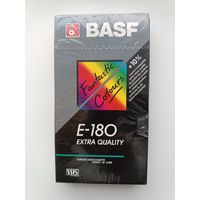 BASF
+10%
Fantastic
Colours
E-180
EXTRA QUALITY
VHS